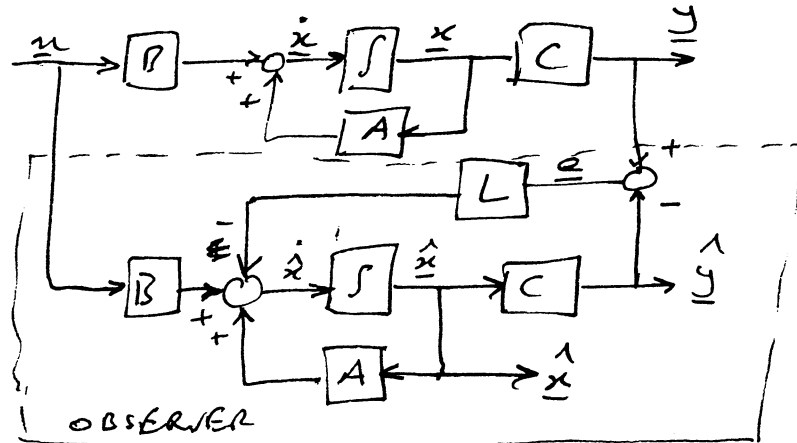 u B + + ẋ ∫ x C y
+ A
L e + -
- B + + x̂̇ ∫ x̂ C ŷ
A x̂
OBSERVER